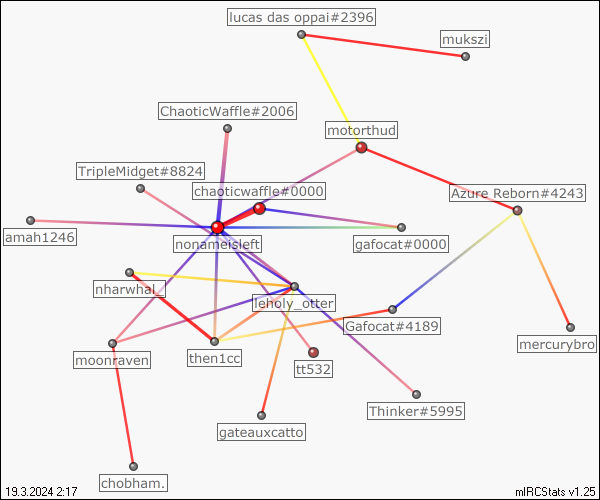 lucas das oppai#2396
mukszi
ChaoticWaffle#2006
motorthud
TripleMidget#8824
chaoticwaffle#0000
Azure Reborn#4243
amah1246
nonameisleft
gafocat#0000
nharwhal_
leholy_otter
Gafocat#4189
mercurybro
moonraven
then1cc
tt532
Thinker#5995
gateauxcatto
chobham.
19.3.2024 2:17
mIRCStats v1.25